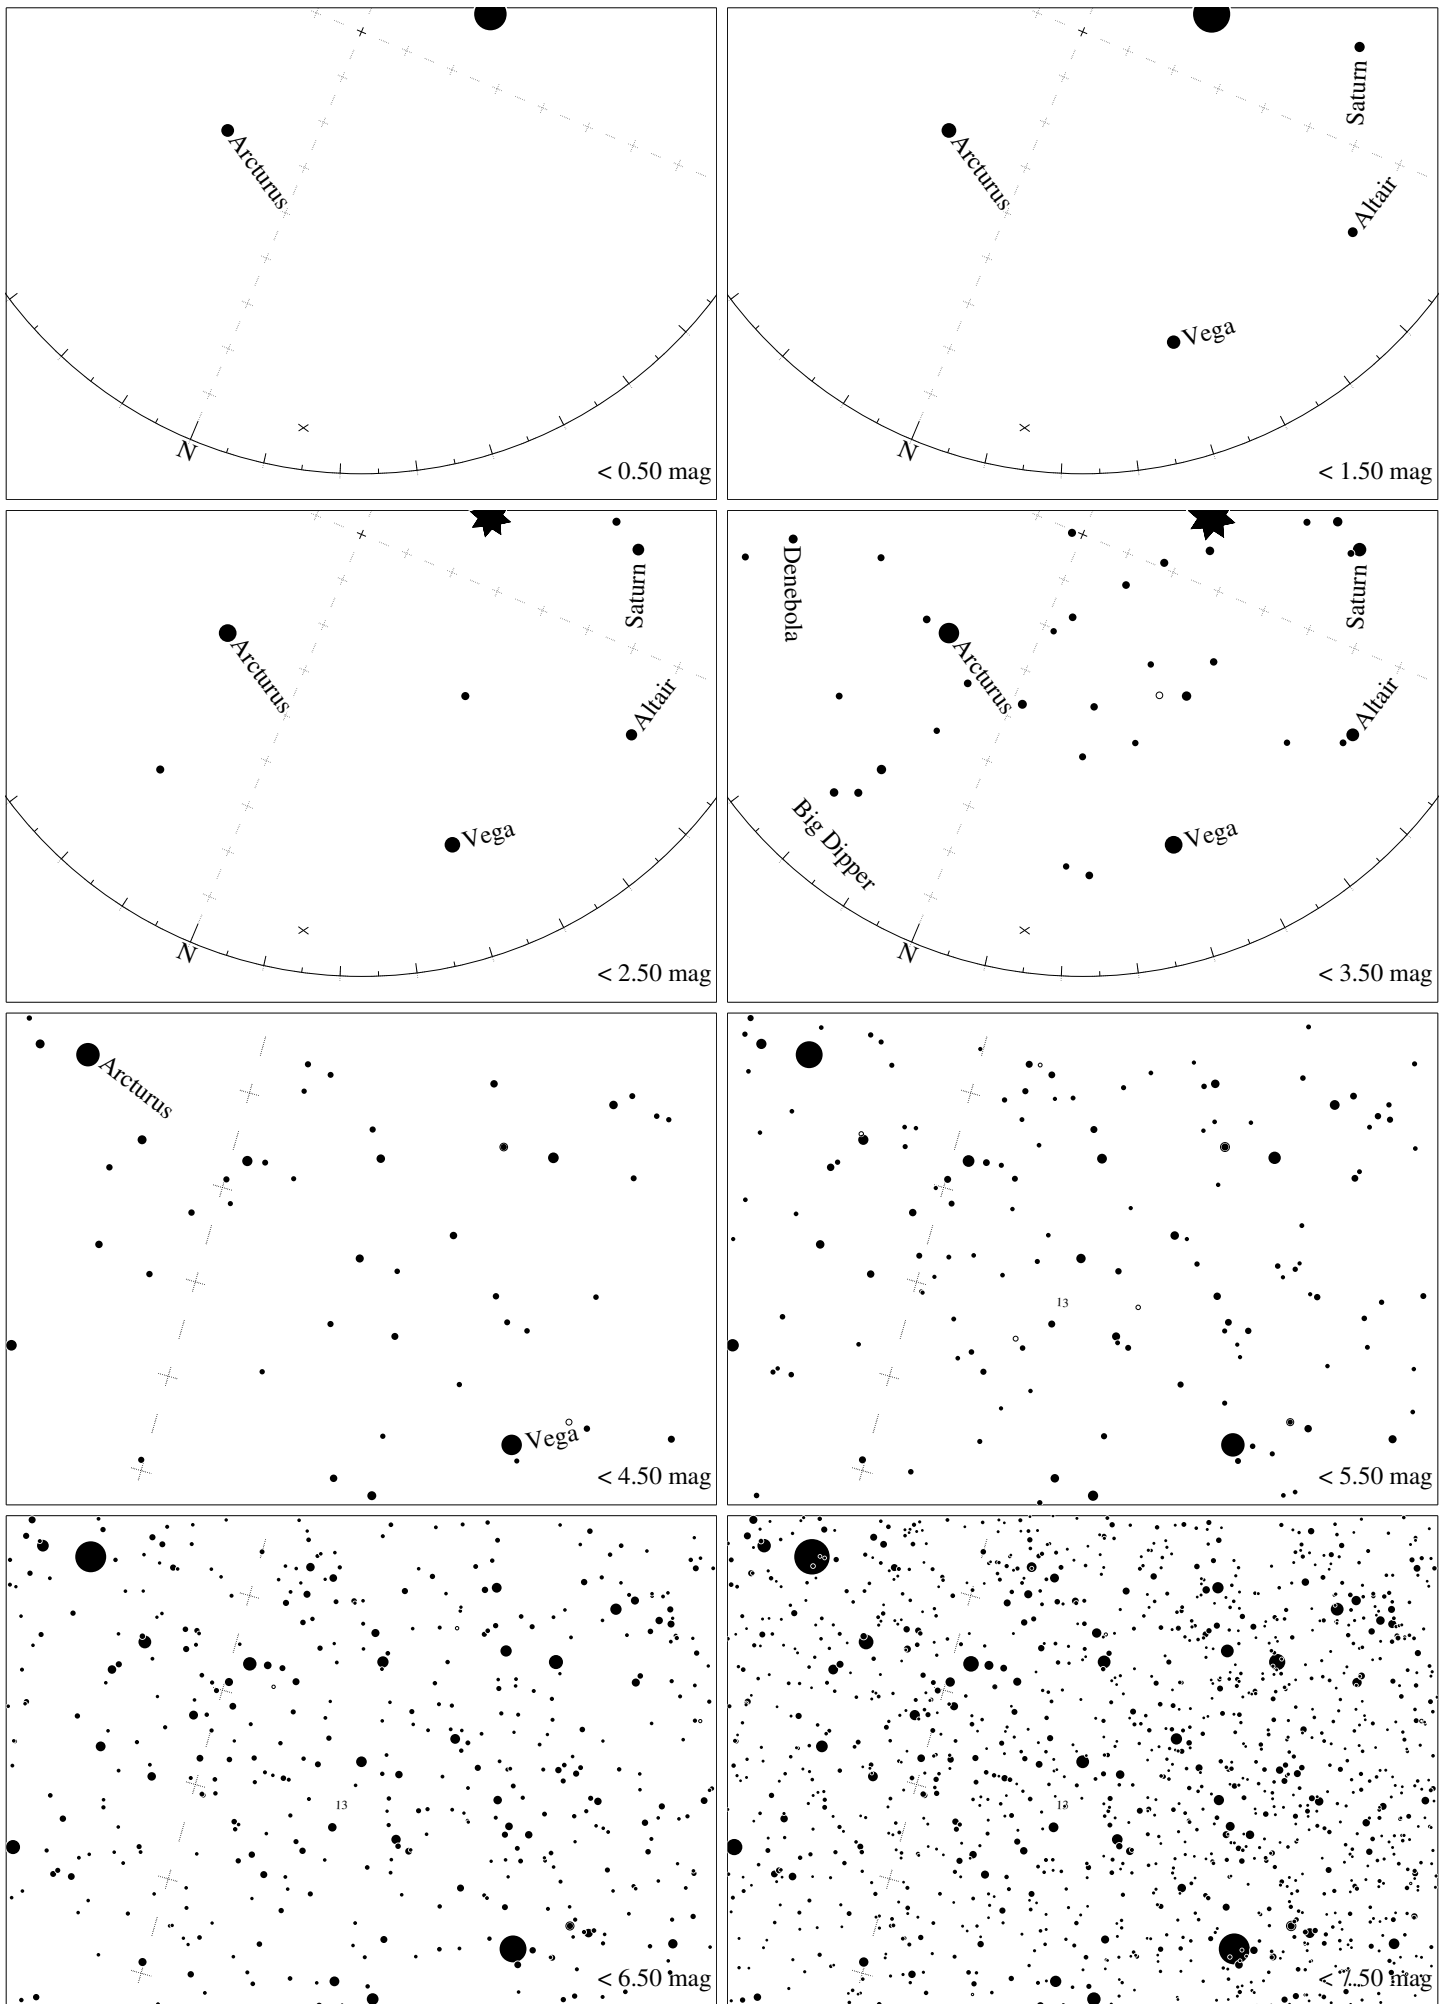 Arcturus
N
< 0.50 mag
Saturn
Arcturus
Altair
Vega
N
< 1.50 mag
Saturn
Arcturus
Altair
Vega
N
< 2.50 mag
Denebola
Saturn
Arcturus
Altair
Big Dipper
Vega
N
< 3.50 mag
Arcturus
Vega
< 4.50 mag
13
< 5.50 mag
13
< 6.50 mag
13
< 7.50 mag